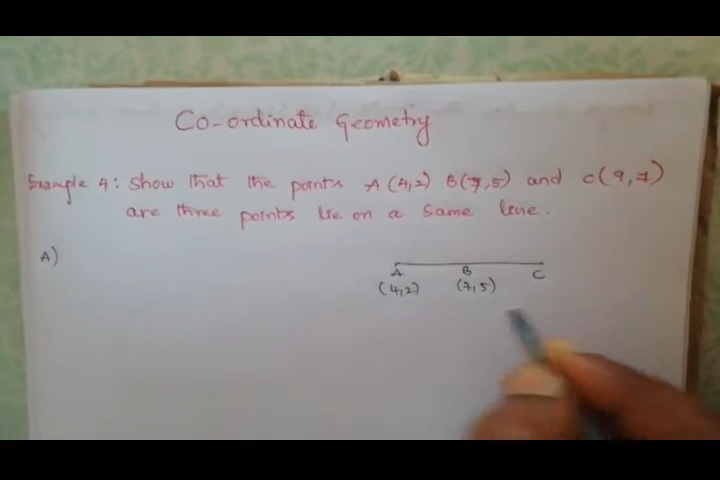 Co-ordinate Geometry
Example 4: Show that the points A (4,2) B(7,5) and C(9,7)
are three points lie on a same line.
A)
A B C
(4,2) (7,5)